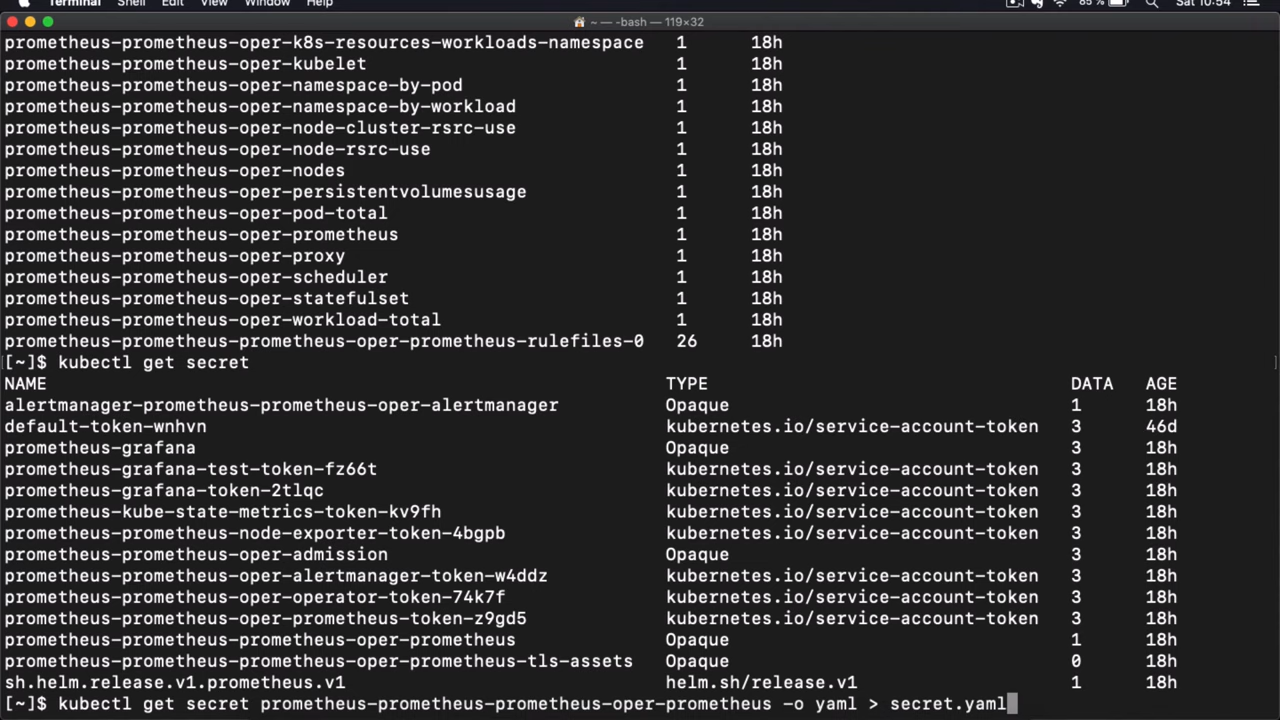 Terminal Shell Edit View Window Help 85% Sat 10:54
~ — -bash — 119×32
prometheus-prometheus-oper-k8s-resources-workloads-namespace 1 18h
prometheus-prometheus-oper-kubelet 1 18h
prometheus-prometheus-oper-namespace-by-pod 1 18h
prometheus-prometheus-oper-namespace-by-workload 1 18h
prometheus-prometheus-oper-node-cluster-rsrc-use 1 18h
prometheus-prometheus-oper-node-rsrc-use 1 18h
prometheus-prometheus-oper-nodes 1 18h
prometheus-prometheus-oper-persistentvolumesusage 1 18h
prometheus-prometheus-oper-pod-total 1 18h
prometheus-prometheus-oper-prometheus 1 18h
prometheus-prometheus-oper-proxy 1 18h
prometheus-prometheus-oper-scheduler 1 18h
prometheus-prometheus-oper-statefulset 1 18h
prometheus-prometheus-oper-workload-total 1 18h
prometheus-prometheus-prometheus-oper-prometheus-rulefiles-0 26 18h
[~]$ kubectl get secret
NAME TYPE DATA AGE
alertmanager-prometheus-prometheus-oper-alertmanager Opaque 1 18h
default-token-wnhvn kubernetes.io/service-account-token 3 46d
prometheus-grafana Opaque 3 18h
prometheus-grafana-test-token-fz66t kubernetes.io/service-account-token 3 18h
prometheus-grafana-token-2tlqc kubernetes.io/service-account-token 3 18h
prometheus-kube-state-metrics-token-kv9fh kubernetes.io/service-account-token 3 18h
prometheus-prometheus-node-exporter-token-4bgpb kubernetes.io/service-account-token 3 18h
prometheus-prometheus-oper-admission Opaque 3 18h
prometheus-prometheus-oper-alertmanager-token-w4ddz kubernetes.io/service-account-token 3 18h
prometheus-prometheus-oper-operator-token-74k7f kubernetes.io/service-account-token 3 18h
prometheus-prometheus-oper-prometheus-token-z9gd5 kubernetes.io/service-account-token 3 18h
prometheus-prometheus-prometheus-oper-prometheus Opaque 1 18h
prometheus-prometheus-prometheus-oper-prometheus-tls-assets Opaque 0 18h
sh.helm.release.v1.prometheus.v1 helm.sh/release.v1 1 18h
[~]$ kubectl get secret prometheus-prometheus-prometheus-oper-prometheus -o yaml > secret.yaml